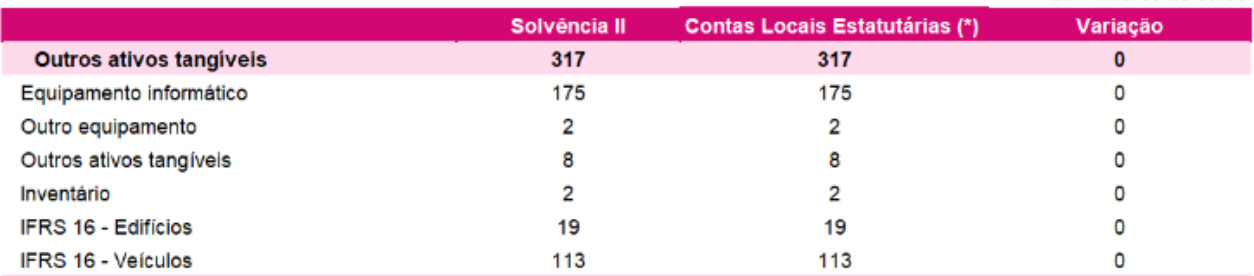 Solvência II Contas Locais Estatutárias (*) Variação
Outros ativos tangíveis 317 317 0
Equipamento informático 175 175 0
Outro equipamento 2 2 0
Outros ativos tangíveis 8 8 0
Inventário 2 2 0
IFRS 16 - Edifícios 19 19 0
IFRS 16 - Veículos 113 113 0